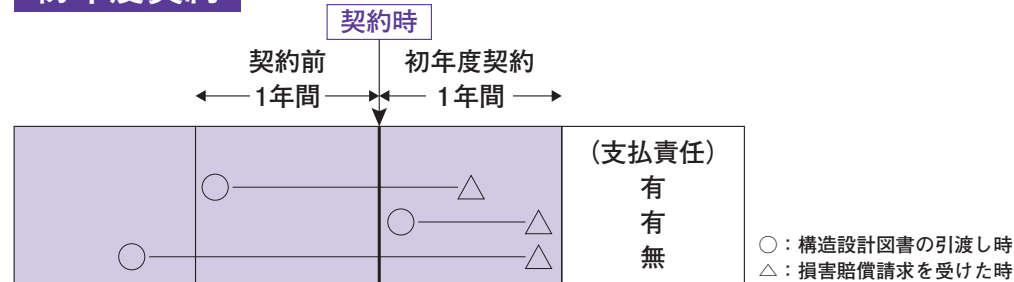 初年度契約
契約時
契約前 初年度契約
1年間 1年間
(支払責任)
有
有
無
○：構造設計図書の引渡し時
△：損害賠償請求を受けた時